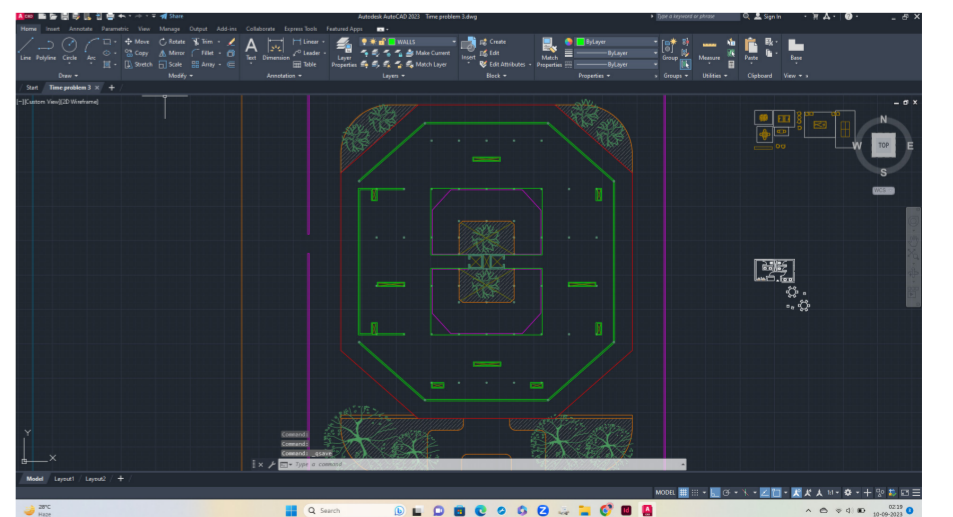 Share
Autodesk AutoCAD 2023 Time problem 3.dwg
Type a keyword or phrase
Sign In
Home Insert Annotate Parametric View Manage Output Add-ins Collaborate Express Tools Featured Apps
Line Polyline Circle Arc
Move Rotate Trim
Copy Mirror Fillet
Stretch Scale Array
Text Dimension
Linear
Leader
Table
Layer Properties
WALLS
Make Current
Match Layer
Insert
Create
Edit
Edit Attributes
Match Properties
ByLayer
ByLayer
ByLayer
Group
Measure
Paste
Base
Draw Modify Annotation Layers Block Properties Groups Utilities Clipboard View
Start Time problem 3 +
[-][Custom View][2D Wireframe]
N
W TOP E
S
WCS
Y
X
Command:
Command:
Command: _qsave
Type a command
Model Layout1 Layout2 +
MODEL
28°C
Haze
Search
02:18
10-09-2023